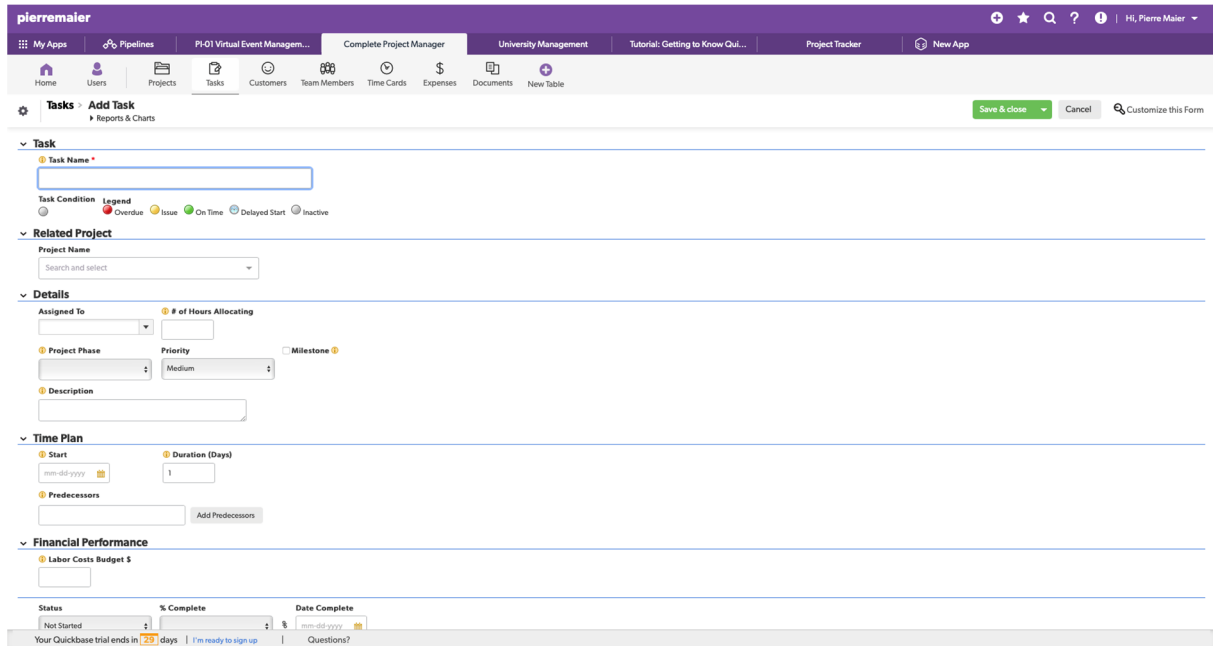 pierremaier
? Hi, Pierre Maier
My Apps Pipelines PI-01 Virtual Event Managem... Complete Project Manager University Management Tutorial: Getting to Know Qui... Project Tracker New App
Home Users Projects Tasks Customers Team Members Time Cards Expenses Documents New Table
Tasks > Add Task
Reports & Charts
Save & close Cancel Customize this Form
Task
Task Name *
Task Condition Legend
Overdue Issue On Time Delayed Start Inactive
Related Project
Project Name
Search and select
Details
Assigned To # of Hours Allocating
Project Phase Priority Milestone
Medium
Description
Time Plan
Start Duration (Days)
mm-dd-yyyy 1
Predecessors
Add Predecessors
Financial Performance
Labor Costs Budget $
Status % Complete Date Complete
Not Started % mm-dd-yyyy
Your Quickbase trial ends in 29 days | I'm ready to sign up | Questions?